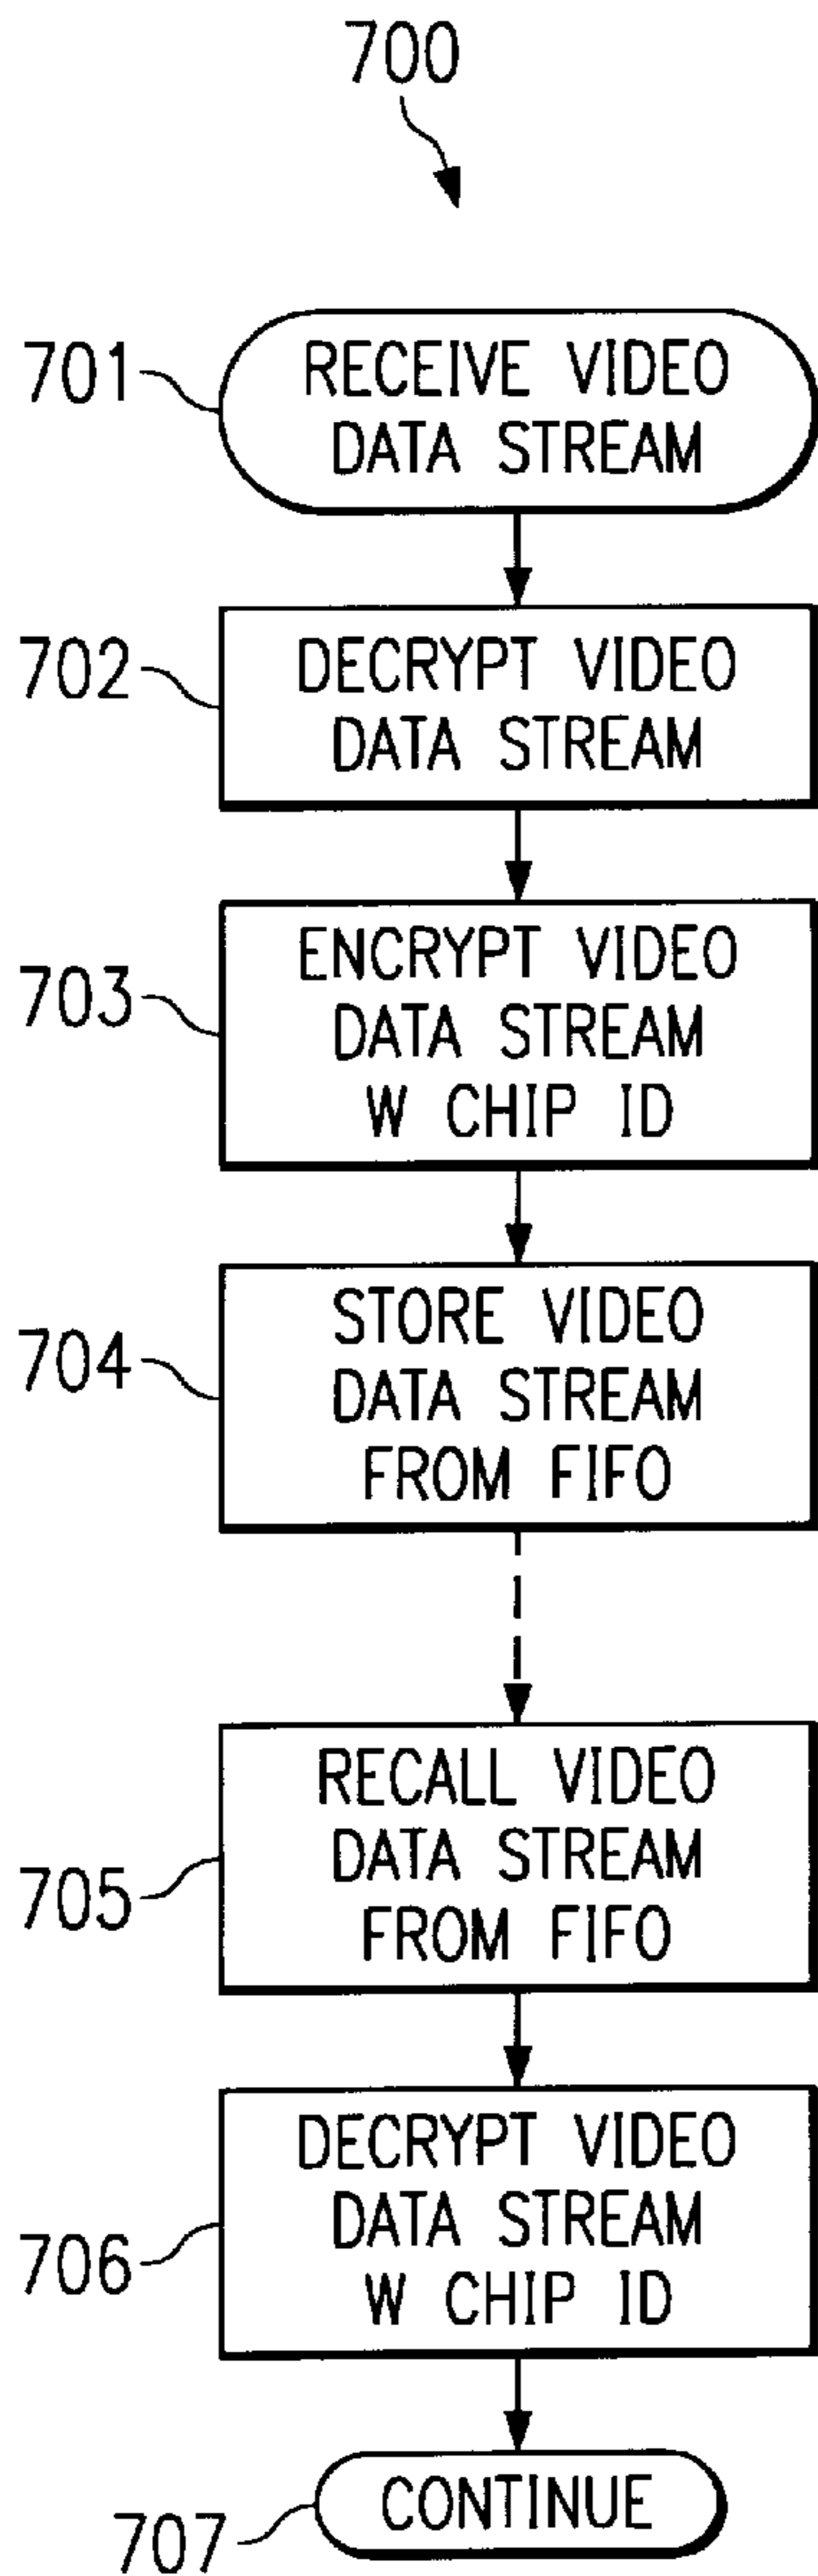 700
701
RECEIVE VIDEO
DATA STREAM
702
DECRYPT VIDEO
DATA STREAM
703
ENCRYPT VIDEO
DATA STREAM
W CHIP ID
704
STORE VIDEO
DATA STREAM
FROM FIFO
705
RECALL VIDEO
DATA STREAM
FROM FIFO
706
DECRYPT VIDEO
DATA STREAM
W CHIP ID
707
CONTINUE